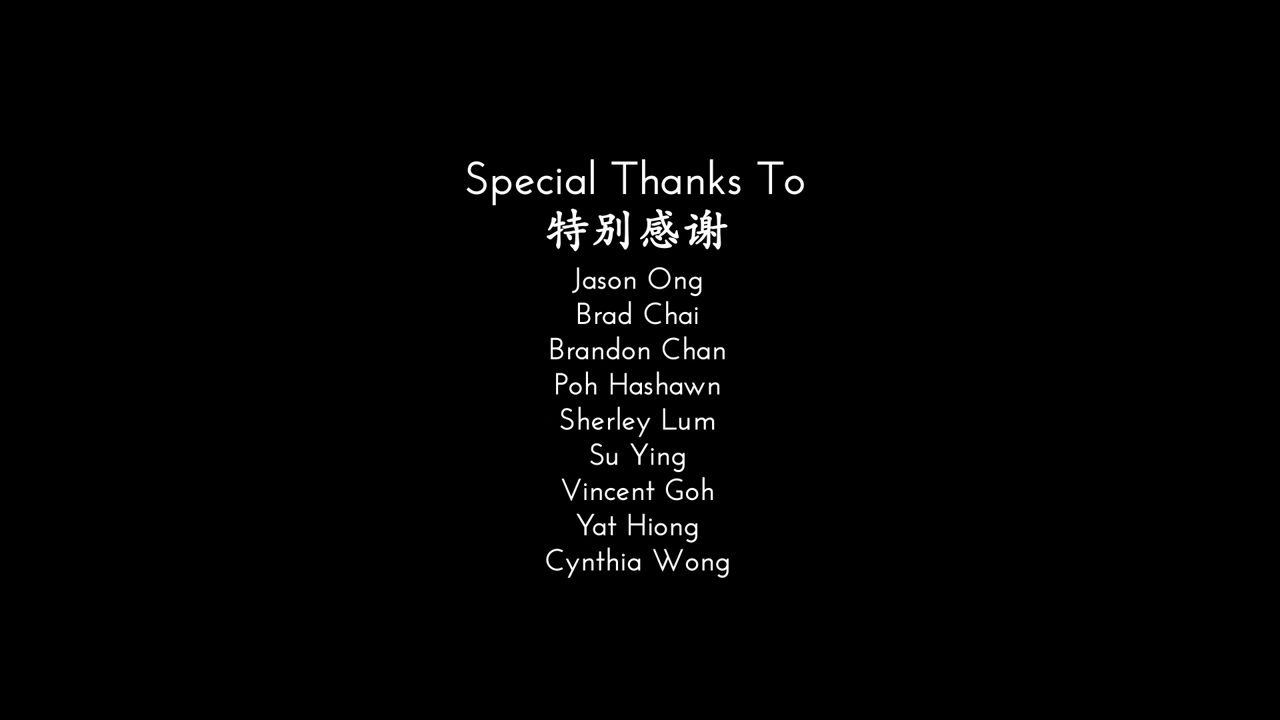 Special Thanks To
特别感谢
Jason Ong
Brad Chai
Brandon Chan
Poh Hashawn
Sherley Lum
Su Ying
Vincent Goh
Yat Hiong
Cynthia Wong